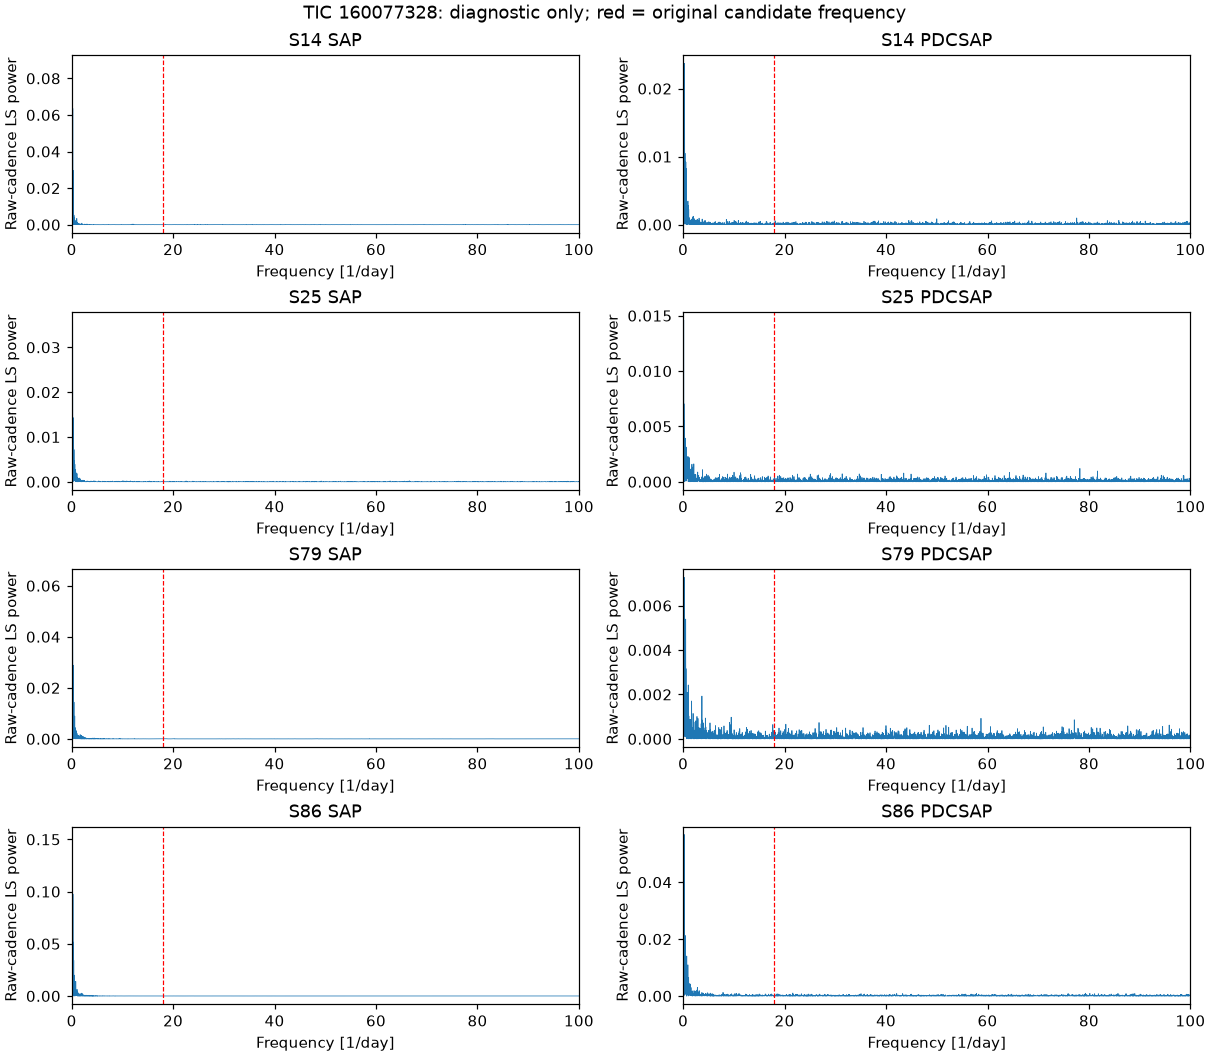 TIC 160077328: diagnostic only; red = original candidate frequency
S14 SAP
Raw-cadence LS power
0.08
0.06
0.04
0.02
0.00
0 20 40 60 80 100
Frequency [1/day]
S14 PDCSAP
Raw-cadence LS power
0.02
0.01
0.00
0 20 40 60 80 100
Frequency [1/day]
S25 SAP
Raw-cadence LS power
0.03
0.02
0.01
0.00
0 20 40 60 80 100
Frequency [1/day]
S25 PDCSAP
Raw-cadence LS power
0.015
0.010
0.005
0.000
0 20 40 60 80 100
Frequency [1/day]
S79 SAP
Raw-cadence LS power
0.06
0.04
0.02
0.00
0 20 40 60 80 100
Frequency [1/day]
S79 PDCSAP
Raw-cadence LS power
0.006
0.004
0.002
0.000
0 20 40 60 80 100
Frequency [1/day]
S86 SAP
Raw-cadence LS power
0.15
0.10
0.05
0.00
0 20 40 60 80 100
Frequency [1/day]
S86 PDCSAP
Raw-cadence LS power
0.04
0.02
0.00
0 20 40 60 80 100
Frequency [1/day]